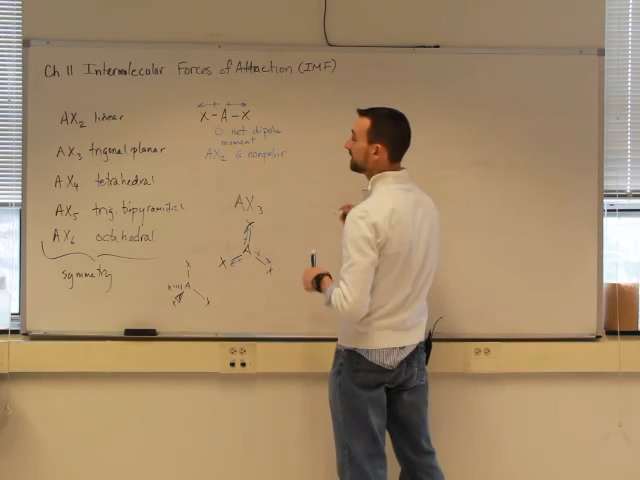 Ch 11 Intermolecular Forces of Attraction (IMF)
AX2 linear
AX3 trigonal planar
AX4 tetrahedral
AX5 trig. bipyramidal
AX6 octahedral
symmetry
X - A - X
0 net dipole
moment
AX2 is nonpolar
AX3
X
A
X X
X
X A
X X